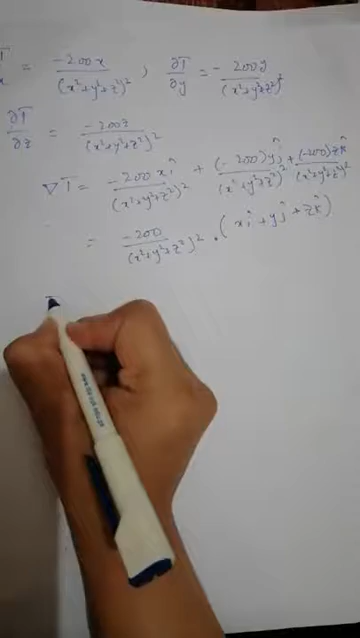 T/x = -200x/(x²+y²+z²)² ; ∂T/∂y = -200y/(x²+y²+z²)²
∂T/∂z = -200z/(x²+y²+z²)²
∇T = -200xî/(x²+y²+z²)² + (-200)yĵ/(x²+y²+z²)² + (-200)zk̂/(x²+y²+z²)²
= -200/(x²+y²+z²)² · (xî + yĵ + zk̂)